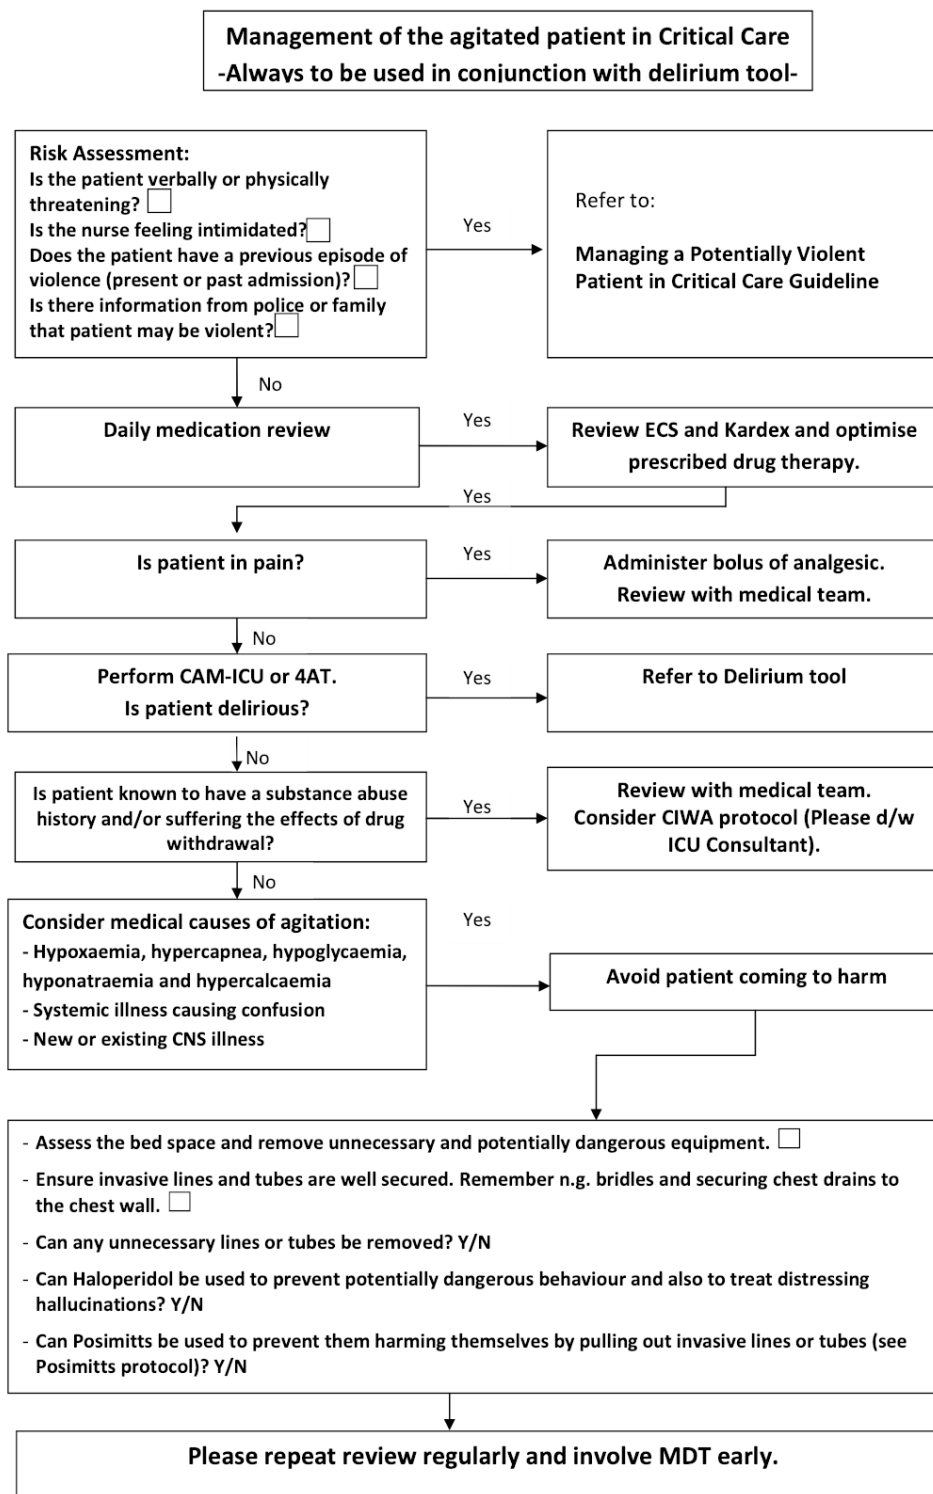 Management of the agitated patient in Critical Care
-Always to be used in conjunction with delirium tool-
Risk Assessment:
Is the patient verbally or physically
threatening?
Is the nurse feeling intimidated?
Does the patient have a previous episode of
violence (present or past admission)?
Is there information from police or family
that patient may be violent?
Yes
Refer to:
Managing a Potentially Violent
Patient in Critical Care Guideline
No
Daily medication review
Yes
Review ECS and Kardex and optimise
prescribed drug therapy.
Yes
Is patient in pain?
Yes
Administer bolus of analgesic.
Review with medical team.
No
Perform CAM-ICU or 4AT.
Is patient delirious?
Yes
Refer to Delirium tool
No
Is patient known to have a substance abuse
history and/or suffering the effects of drug
withdrawal?
Yes
Review with medical team.
Consider CIWA protocol (Please d/w
ICU Consultant).
No
Consider medical causes of agitation:
- Hypoxaemia, hypercapnea, hypoglycaemia,
hyponatraemia and hypercalcaemia
- Systemic illness causing confusion
- New or existing CNS illness
Yes
Avoid patient coming to harm
- Assess the bed space and remove unnecessary and potentially dangerous equipment.
- Ensure invasive lines and tubes are well secured. Remember n.g. bridles and securing chest drains to
the chest wall.
- Can any unnecessary lines or tubes be removed? Y/N
- Can Haloperidol be used to prevent potentially dangerous behaviour and also to treat distressing
hallucinations? Y/N
- Can Posimitts be used to prevent them harming themselves by pulling out invasive lines or tubes (see
Posimitts protocol)? Y/N
Please repeat review regularly and involve MDT early.